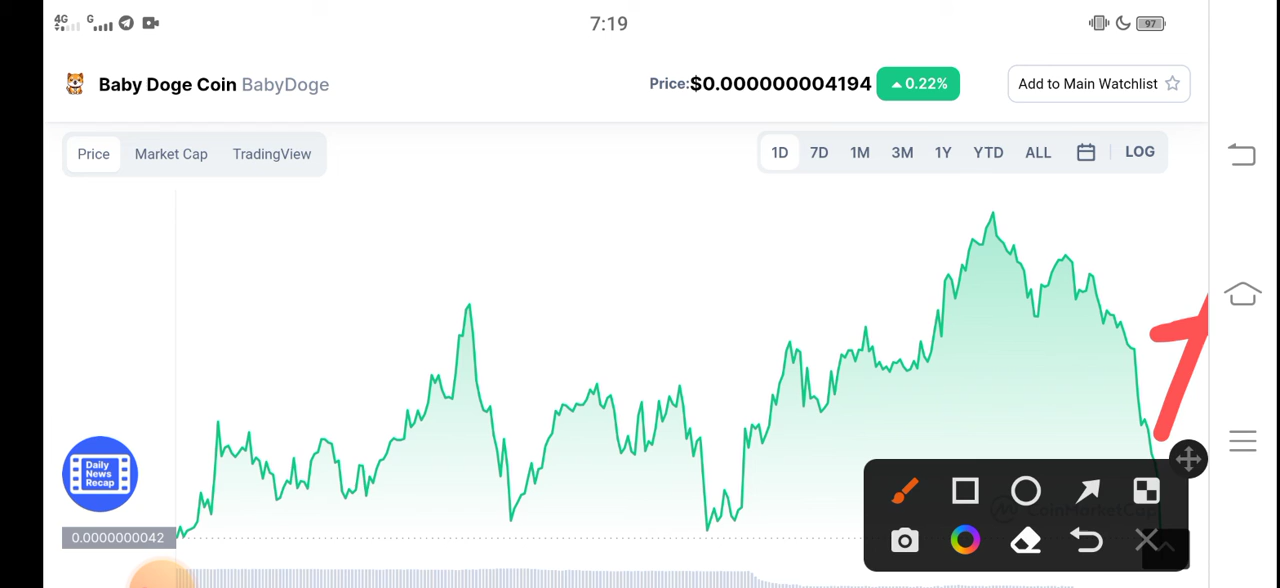 4G G 7:19 97
Baby Doge Coin BabyDoge Price:$0.000000004194 0.22% Add to Main Watchlist
Price Market Cap TradingView 1D 7D 1M 3M 1Y YTD ALL LOG
Daily
News
Recap
CoinMarketCap
0.0000000042